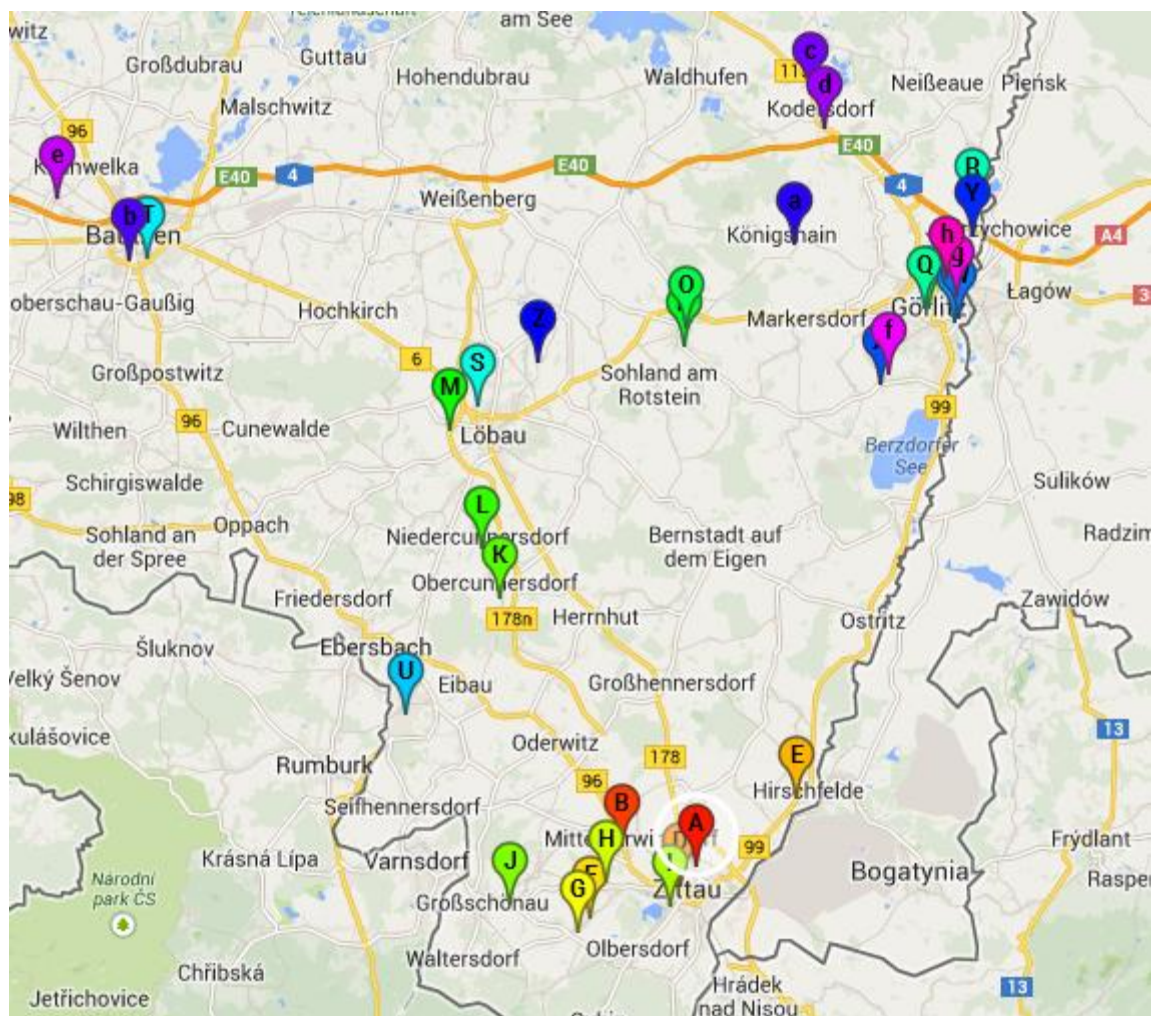 am See
witz
Großdubrau
Guttau
Hohendubrau
Waldhufen
c
Neißeaue
Pieńsk
Malschwitz
d
Kodersdorf
96
e
E40
4
E40
E40
4
R
Y
Weißenberg
b
T
a
Königshain
h
g
A4
oberschau-Gaußig
Hochkirch
O
Q
Łagów
Markersdorf
Görlitz
Z
f
6
S
Großpostwitz
M
Sohland am
Rotstein
99
96
Cunewalde
Wilthen
Löbau
Berzdorfer
See
Schirgiswalde
Sulików
98
Oppach
L
Sohland an
der Spree
Bernstadt auf
dem Eigen
Radzim
K
Friedersdorf
178n
Herrnhut
Ostritz
Zawidów
Šluknov
Ebersbach
U
Eibau
Großhennersdorf
Velký Šenov
13
kulášovice
Oderwitz
178
Rumburk
E
Hirschfelde
96
Seifhennersdorf
B
A
H
99
Frýdlant
Krásná Lípa
Varnsdorf
J
F
Bogatynia
Národní
park ČS
Großschönau
G
Zittau
Raspe
Olbersdorf
Waltersdorf
Chřibská
Hrádek
nad Nisou
13
Jetřichovice